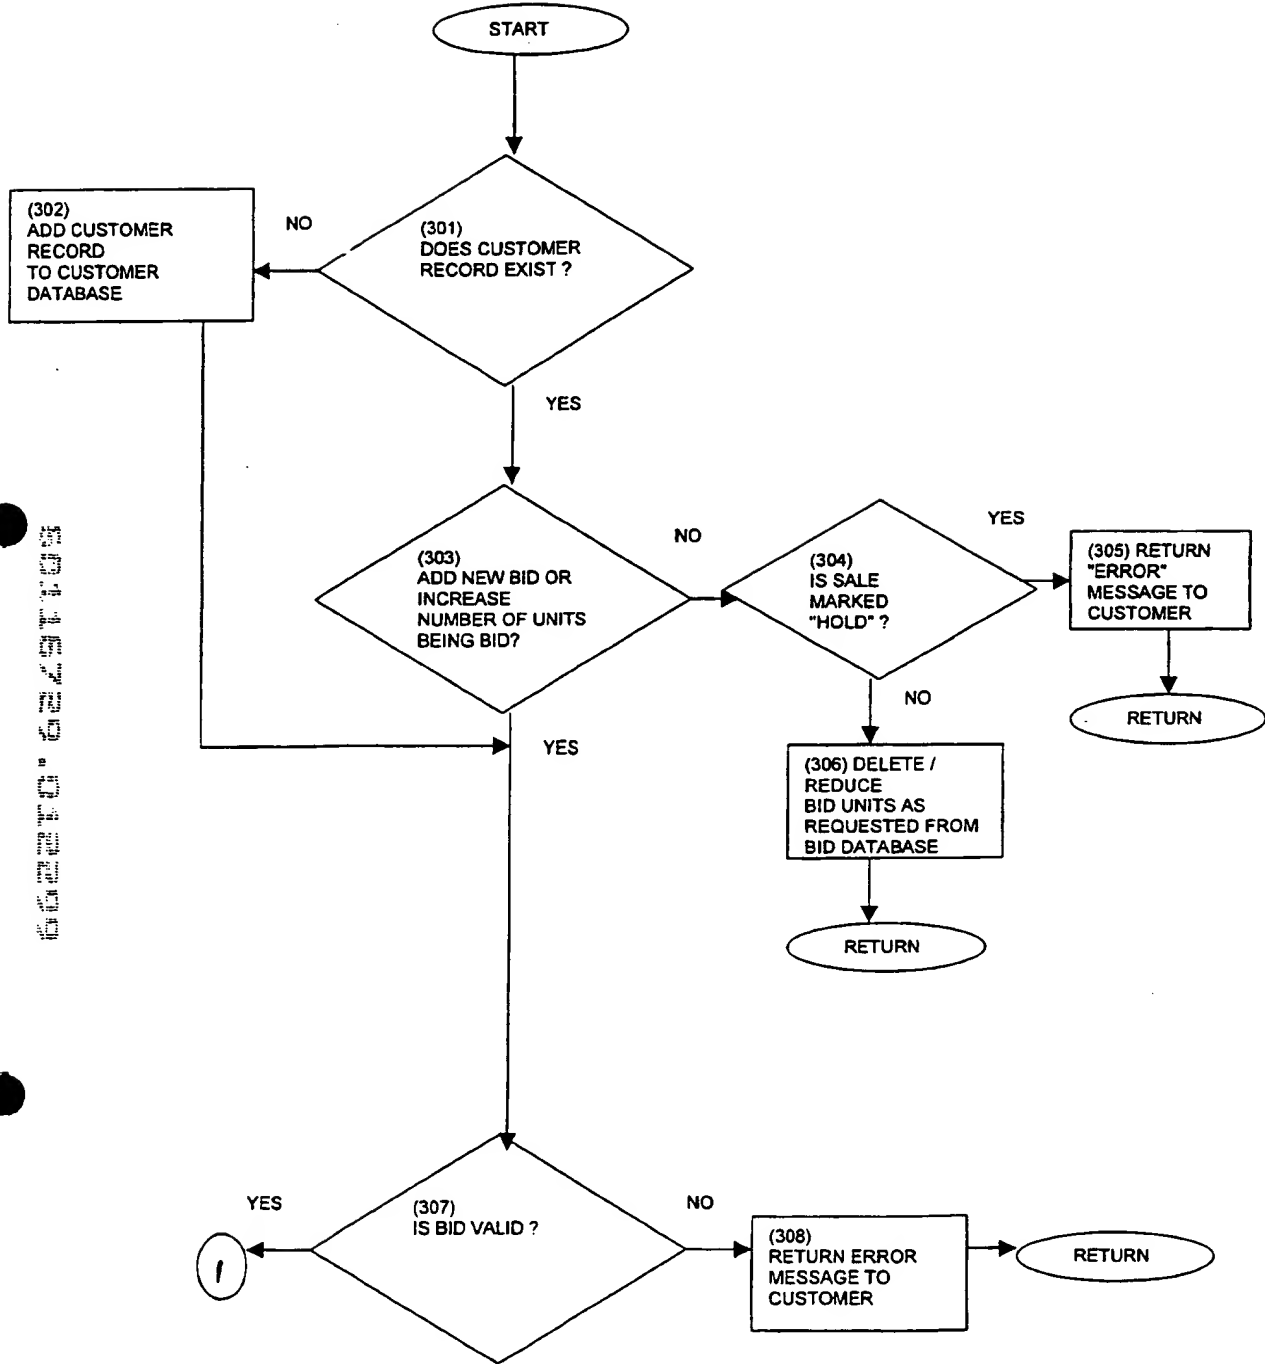 START
(302)
ADD CUSTOMER
RECORD
TO CUSTOMER
DATABASE
NO
(301)
DOES CUSTOMER
RECORD EXIST ?
YES
(303)
ADD NEW BID OR
INCREASE
NUMBER OF UNITS
BEING BID?
NO
(304)
IS SALE
MARKED
"HOLD" ?
YES
(305) RETURN
"ERROR"
MESSAGE TO
CUSTOMER
RETURN
NO
(306) DELETE /
REDUCE
BID UNITS AS
REQUESTED FROM
BID DATABASE
RETURN
YES
YES
(307)
IS BID VALID ?
NO
(308)
RETURN ERROR
MESSAGE TO
CUSTOMER
RETURN
1